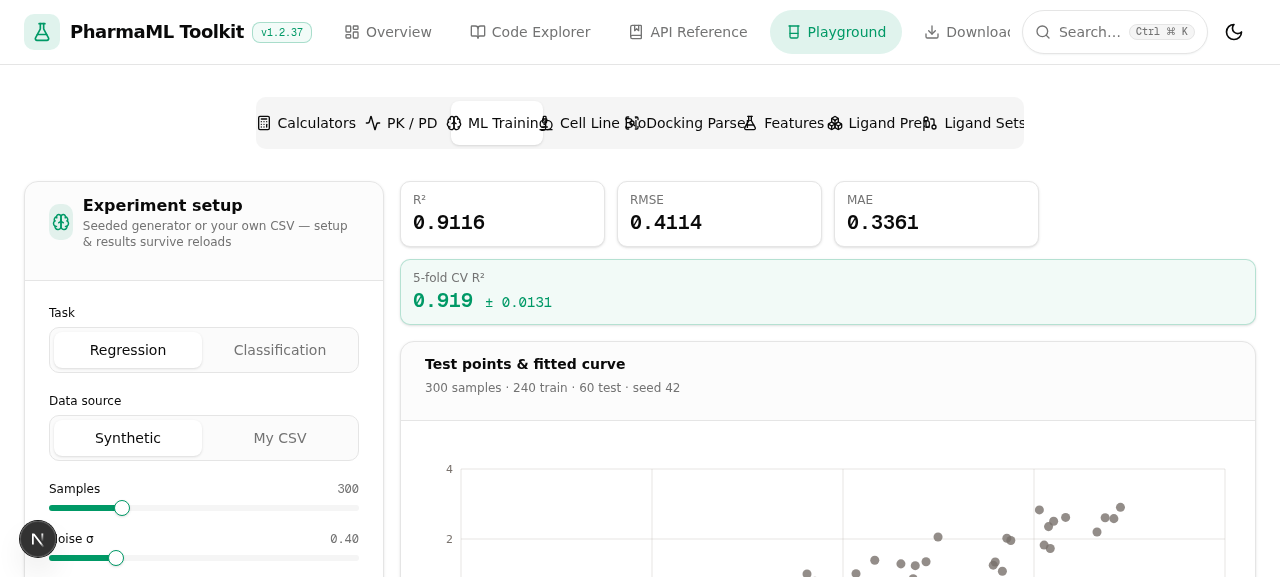 PharmaML Toolkit v1.2.37 Overview Code Explorer API Reference Playground Download Search… Ctrl ⌘ K
Calculators PK / PD ML Training Cell Line Docking Parse Features Ligand Pre Ligand Sets
Experiment setup
Seeded generator or your own CSV — setup
& results survive reloads
Task
Regression Classification
Data source
Synthetic My CSV
Samples 300
Noise σ 0.40
R² RMSE MAE
0.9116 0.4114 0.3361
5-fold CV R²
0.919 ± 0.0131
Test points & fitted curve
300 samples · 240 train · 60 test · seed 42
4
2